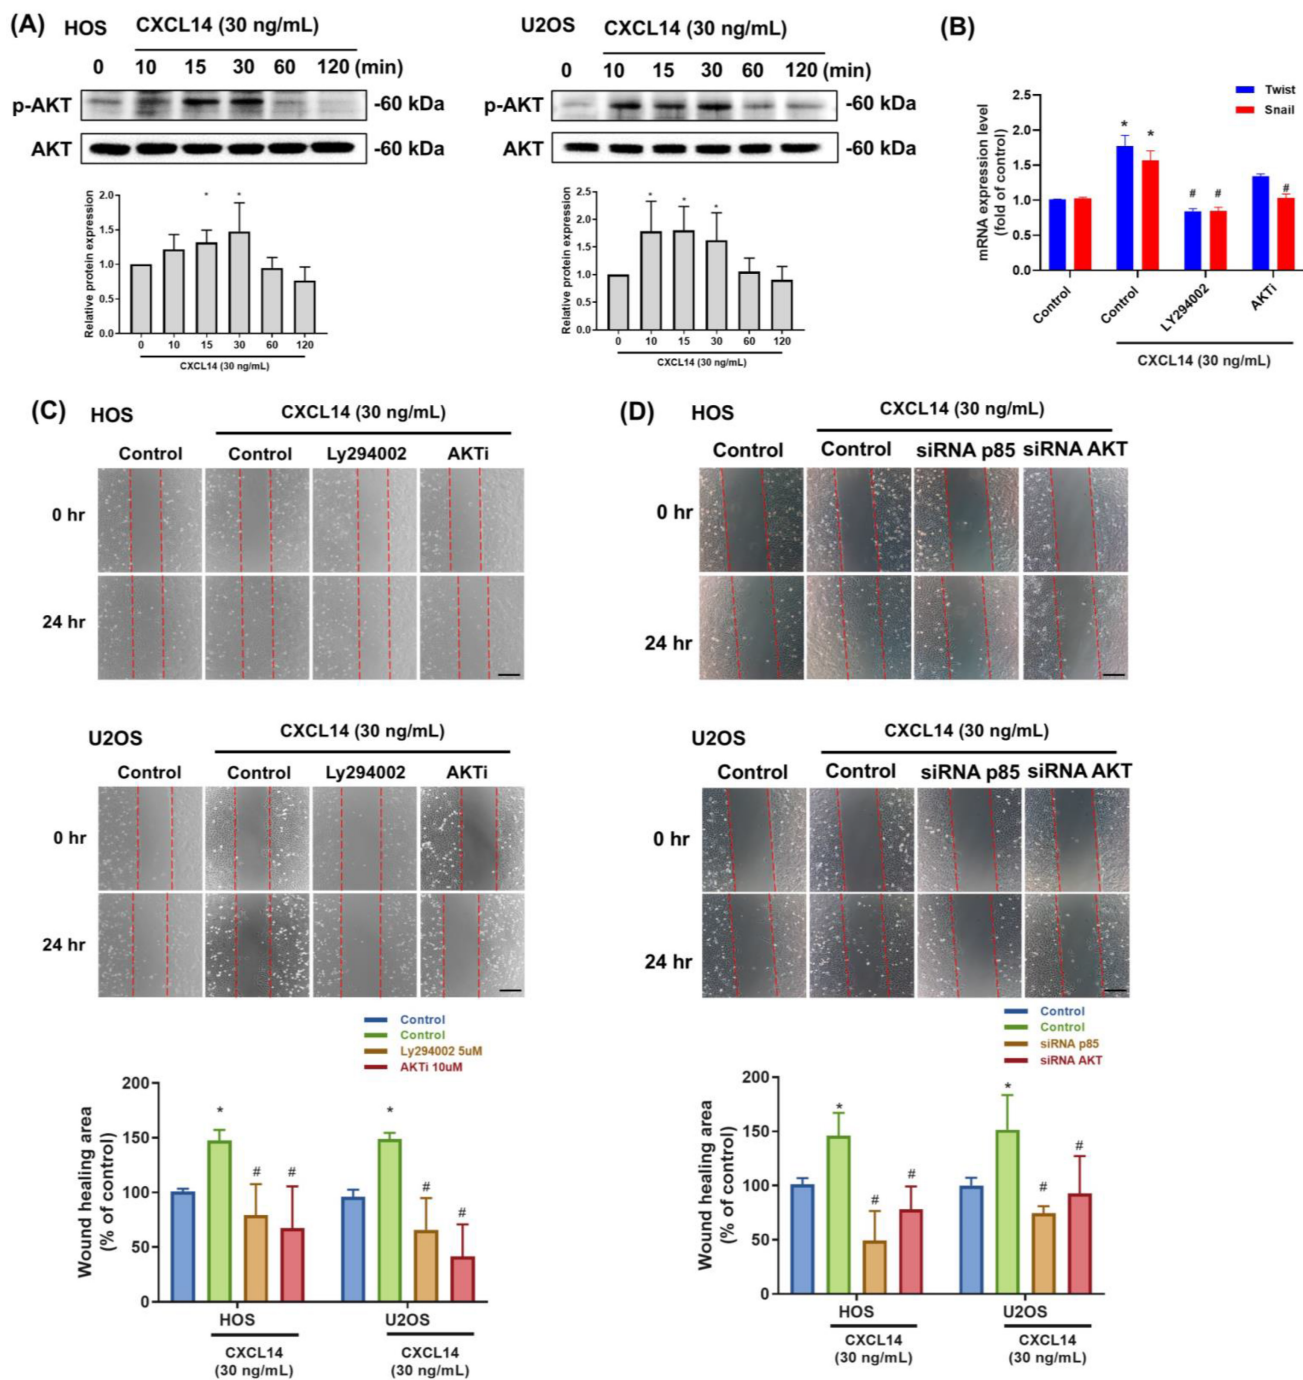 (A) HOS CXCL14 (30 ng/mL)
0 10 15 30 60 120 (min)
p-AKT -60 kDa
AKT -60 kDa
Relative protein expression
2.0
1.5
1.0
0.5
0.0
* *
0 10 15 30 60 120
CXCL14 (30 ng/mL)
U2OS CXCL14 (30 ng/mL)
0 10 15 30 60 120 (min)
p-AKT -60 kDa
AKT -60 kDa
Relative protein expression
2.5
2.0
1.5
1.0
0.5
0.0
* * *
0 10 15 30 60 120
CXCL14 (30 ng/mL)
(B)
Twist
Snail
mRNA expression level
(fold of control)
2.5
2.0
1.5
1.0
0.5
0.0
* * # # #
Control Control LY294002 AKTi
CXCL14 (30 ng/mL)
(C) HOS CXCL14 (30 ng/mL)
Control Control Ly294002 AKTi
0 hr
24 hr
U2OS CXCL14 (30 ng/mL)
Control Control Ly294002 AKTi
0 hr
24 hr
Control
Control
Ly294002 5uM
AKTi 10uM
Wound healing area
(% of control)
200
150
100
50
0
* # # * # #
HOS U2OS
CXCL14 CXCL14
(30 ng/mL) (30 ng/mL)
(D) HOS CXCL14 (30 ng/mL)
Control Control siRNA p85 siRNA AKT
0 hr
24 hr
U2OS CXCL14 (30 ng/mL)
Control Control siRNA p85 siRNA AKT
0 hr
24 hr
Control
Control
siRNA p85
siRNA AKT
Wound healing area
(% of control)
200
150
100
50
0
* # # * # #
HOS U2OS
CXCL14 CXCL14
(30 ng/mL) (30 ng/mL)